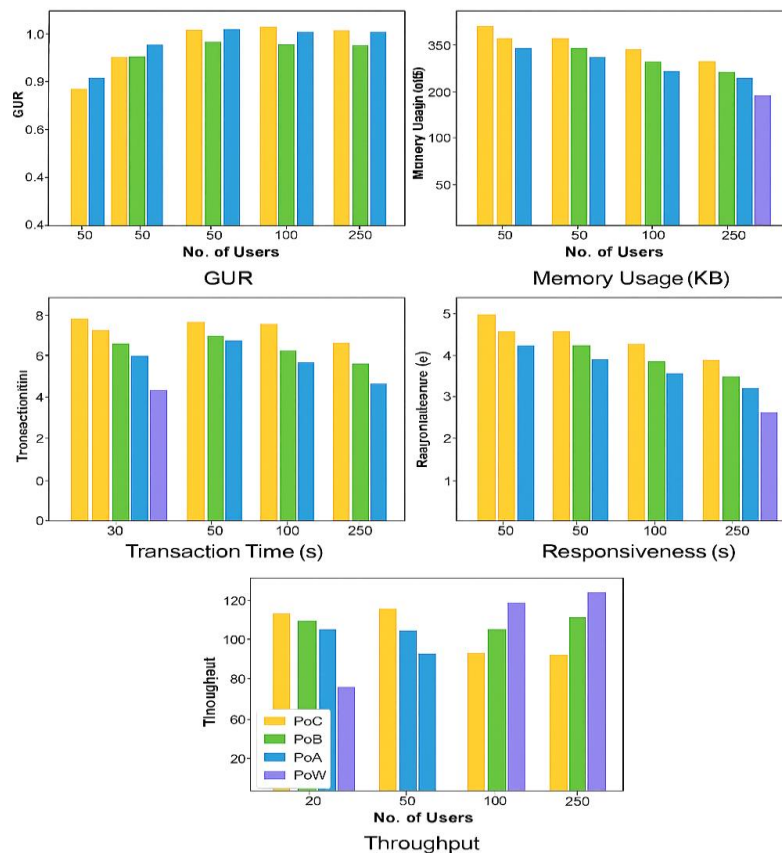 GUR
1.0
0.9
0.6
0.4
0.4
50 50 50 100 250
No. of Users
GUR
350
200
100
50
50 50 100 250
No. of Users
Memory Usage (KB)
8
6
4
2
0
0
30 50 100 250
Transaction Time (s)
5
4
3
2
1
50 50 100 250
Responsiveness (s)
120
100
80
60
20
PoC
PoB
PoA
PoW
20 50 100 250
No. of Users
Throughput